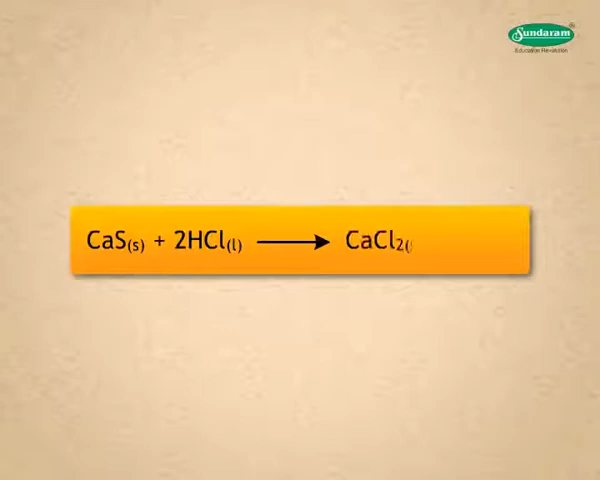 Sundaram®
Education Revolution
CaS(s) + 2HCl(l) ⟶ CaCl₂(